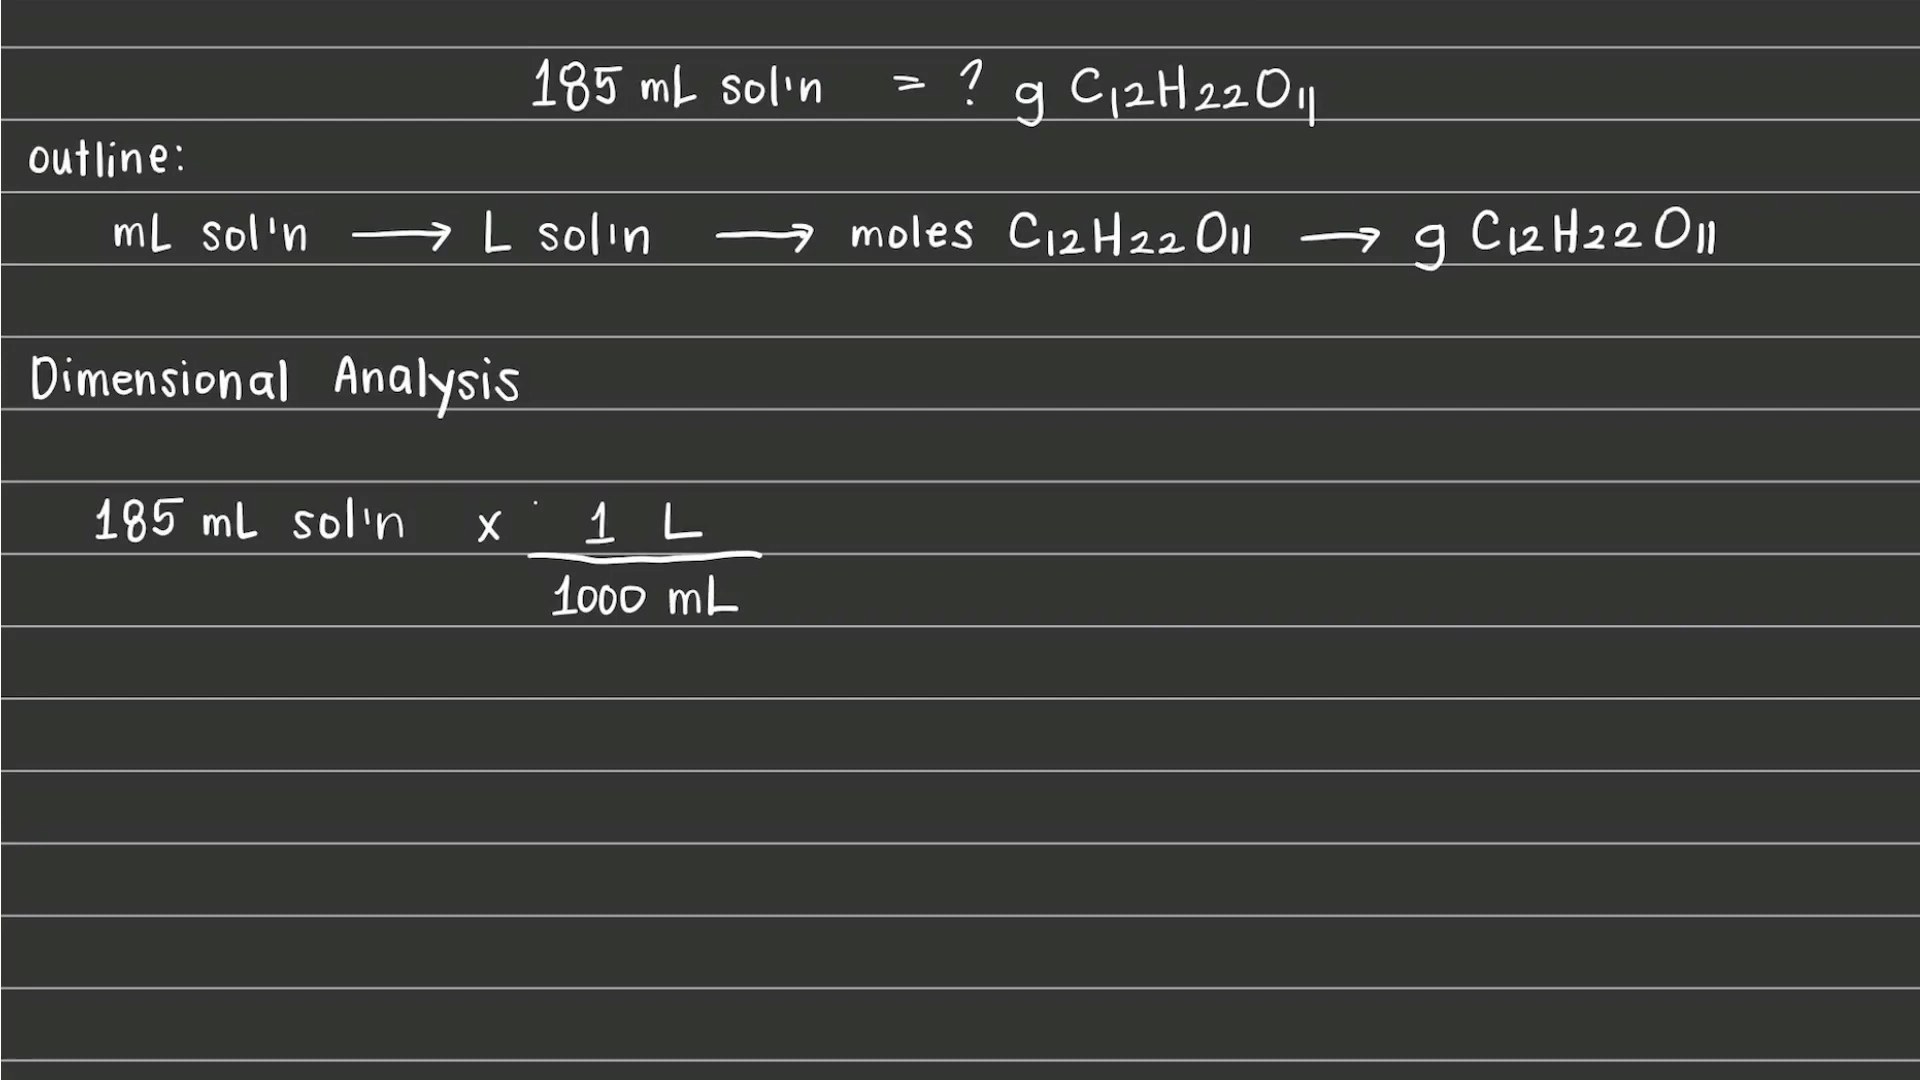 185 mL sol'n = ? g C₁₂H₂₂O₁₁
outline:
mL sol'n → L sol'n → moles C₁₂H₂₂O₁₁ → g C₁₂H₂₂O₁₁
Dimensional Analysis
185 mL sol'n x 1 L
1000 mL